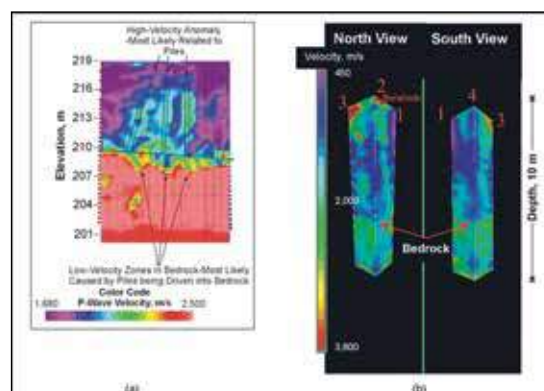 High-Velocity Anomaly
-Most Likely Related to
Piles
219
216
213
210
207
204
201
Elevation, m
Low-Velocity Zones in Bedrock-Most Likely
Caused by Piles being Driven into Bedrock
Color Code
P-Wave Velocity, m/s
1,680
2,500
(a)
North View
South View
Velocity, m/s
450
2,000
3,800
3
2
1
1
4
3
Bedrock
Depth, 10 m
(b)